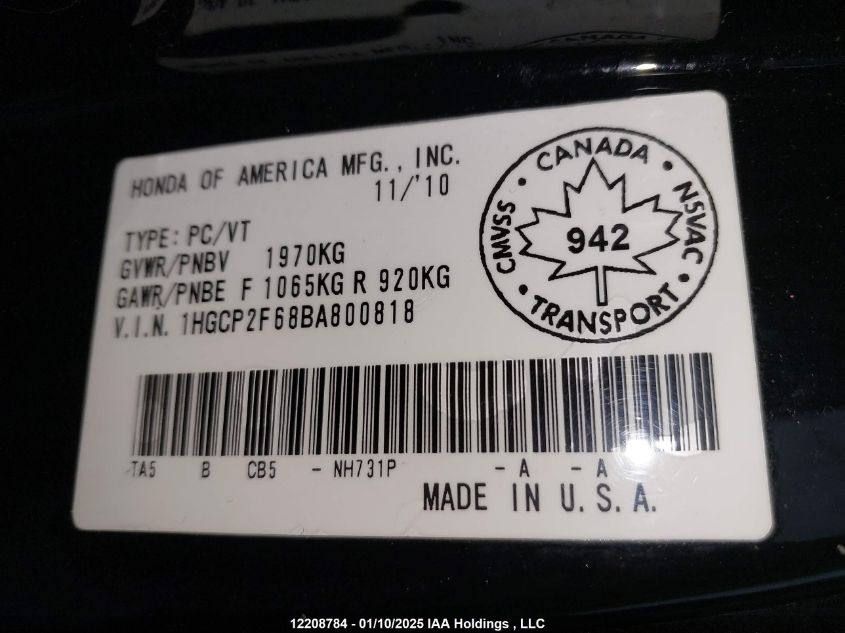 HONDA OF AMERICA MFG., INC.
11/'10
TYPE: PC/VT
GVWR/PNBV 1970KG
GAWR/PNBE F 1065KG R 920KG
V.I.N. 1HGCP2F68BA800818
CMVSS • CANADA • NSVAC • TRANSPORT •
942
TA5 B CB5 - NH731P - A - A
MADE IN U.S.A.
12208784 - 01/10/2025 IAA Holdings , LLC